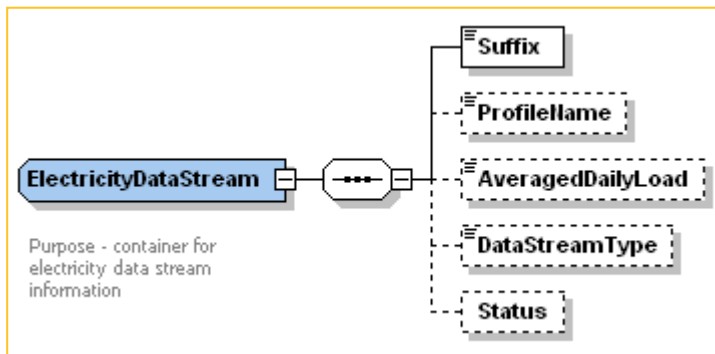 Suffix
ProfileName
ElectricityDataStream
AveragedDailyLoad
Purpose - container for
electricity data stream
information
DataStreamType
Status